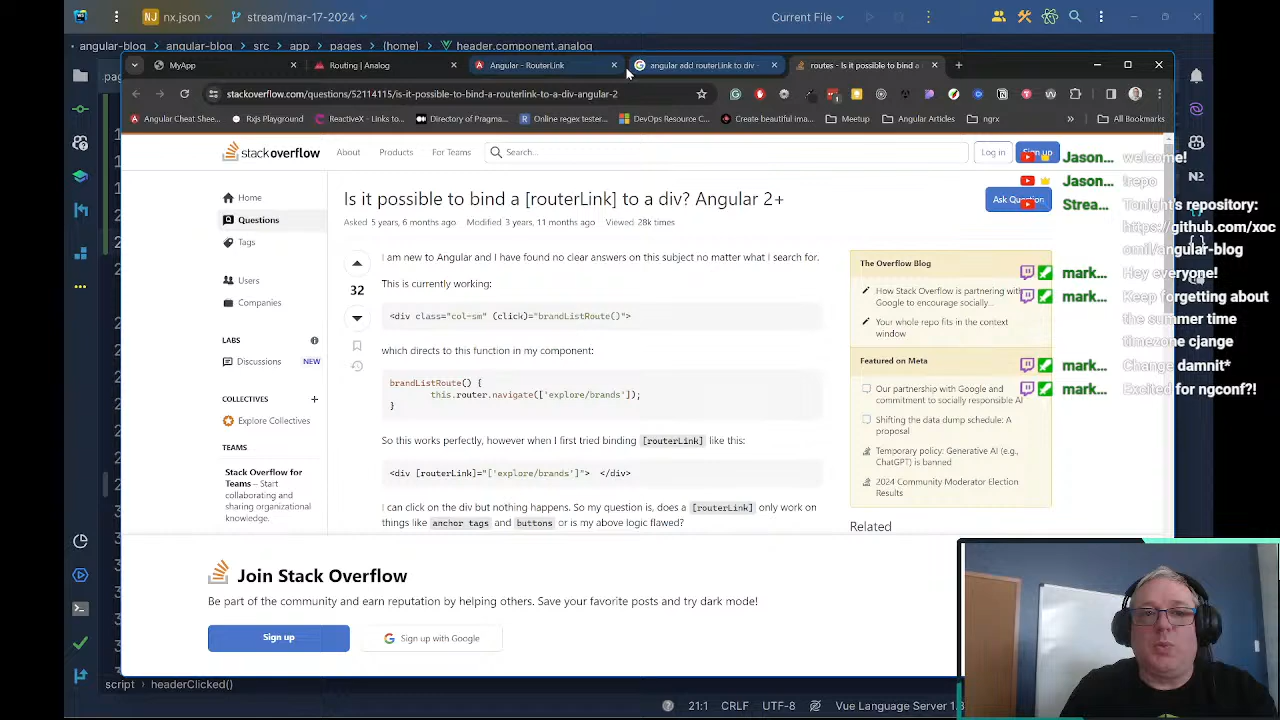 NJ nx.json
stream/mar-17-2024
Current File
angular-blog angular-blog src app pages (home) header.component.analog
MyApp
Routing | Analog
Angular - RouterLink
angular add routerLink to div -
routes - Is it possible to bind a
stackoverflow.com/questions/52114115/is-it-possible-to-bind-a-routerlink-to-a-div-angular-2
Angular Cheat Shee...
Rxjs Playground
ReactiveX - Links to...
Directory of Pragma...
Online regex tester...
DevOps Resource C...
Create beautiful ima...
Meetup
Angular Articles
ngrx
»
All Bookmarks
stackoverflow
About
Products
For Teams
Search...
Log in
Sign up
Home
Questions
Tags
Users
Companies
LABS
Discussions NEW
COLLECTIVES
Explore Collectives
TEAMS
Stack Overflow for
Teams – Start
collaborating and
sharing organizational
knowledge.
Is it possible to bind a [routerLink] to a div? Angular 2+
Ask Question
Asked 5 years, 6 months ago Modified 3 years, 11 months ago Viewed 28k times
32
I am new to Angular and I have found no clear answers on this subject no matter what I search for.
This is currently working:
<div class="col-sm" (click)="brandListRoute()">
which directs to this function in my component:
brandListRoute() {
this.router.navigate(['explore/brands']);
}
So this works perfectly, however when I first tried binding [routerLink] like this:
<div [routerLink]="['explore/brands']"> </div>
I can click on the div but nothing happens. So my question is, does a [routerLink] only work on
things like anchor tags and buttons or is my above logic flawed?
The Overflow Blog
How Stack Overflow is partnering with
Google to encourage socially...
Your whole repo fits in the context
window
Featured on Meta
Our partnership with Google and
commitment to socially responsible AI
Shifting the data dump schedule: A
proposal
Temporary policy: Generative AI (e.g.,
ChatGPT) is banned
2024 Community Moderator Election
Results
Related
Jason... welcome!
Jason... !repo
Strea... Tonight's repository:
https://github.com/xoc
omil/angular-blog
mark... Hey everyone!
mark... Keep forgetting about
the summer time
timezone cjange
mark... Change damnit*
mark... Excited for ngconf?!
Join Stack Overflow
Be part of the community and earn reputation by helping others. Save your favorite posts and try dark mode!
Sign up
Sign up with Google
script headerClicked()
21:1 CRLF UTF-8 Vue Language Server 1.8